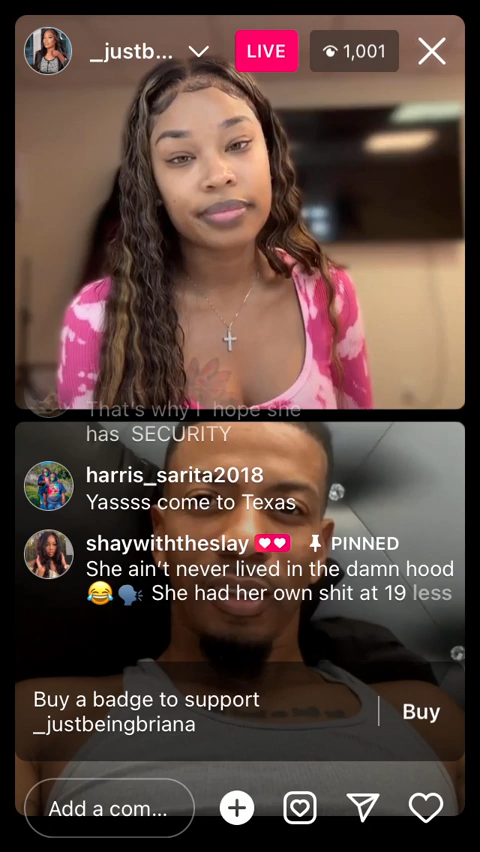 _justb...
LIVE
1,001
That's why I hope she
has SECURITY
harris_sarita2018
Yassss come to Texas
shaywiththeslay PINNED
She ain’t never lived in the damn hood
😂🗣️ She had her own shit at 19 less
Buy a badge to support
_justbeingbriana
Buy
Add a com...